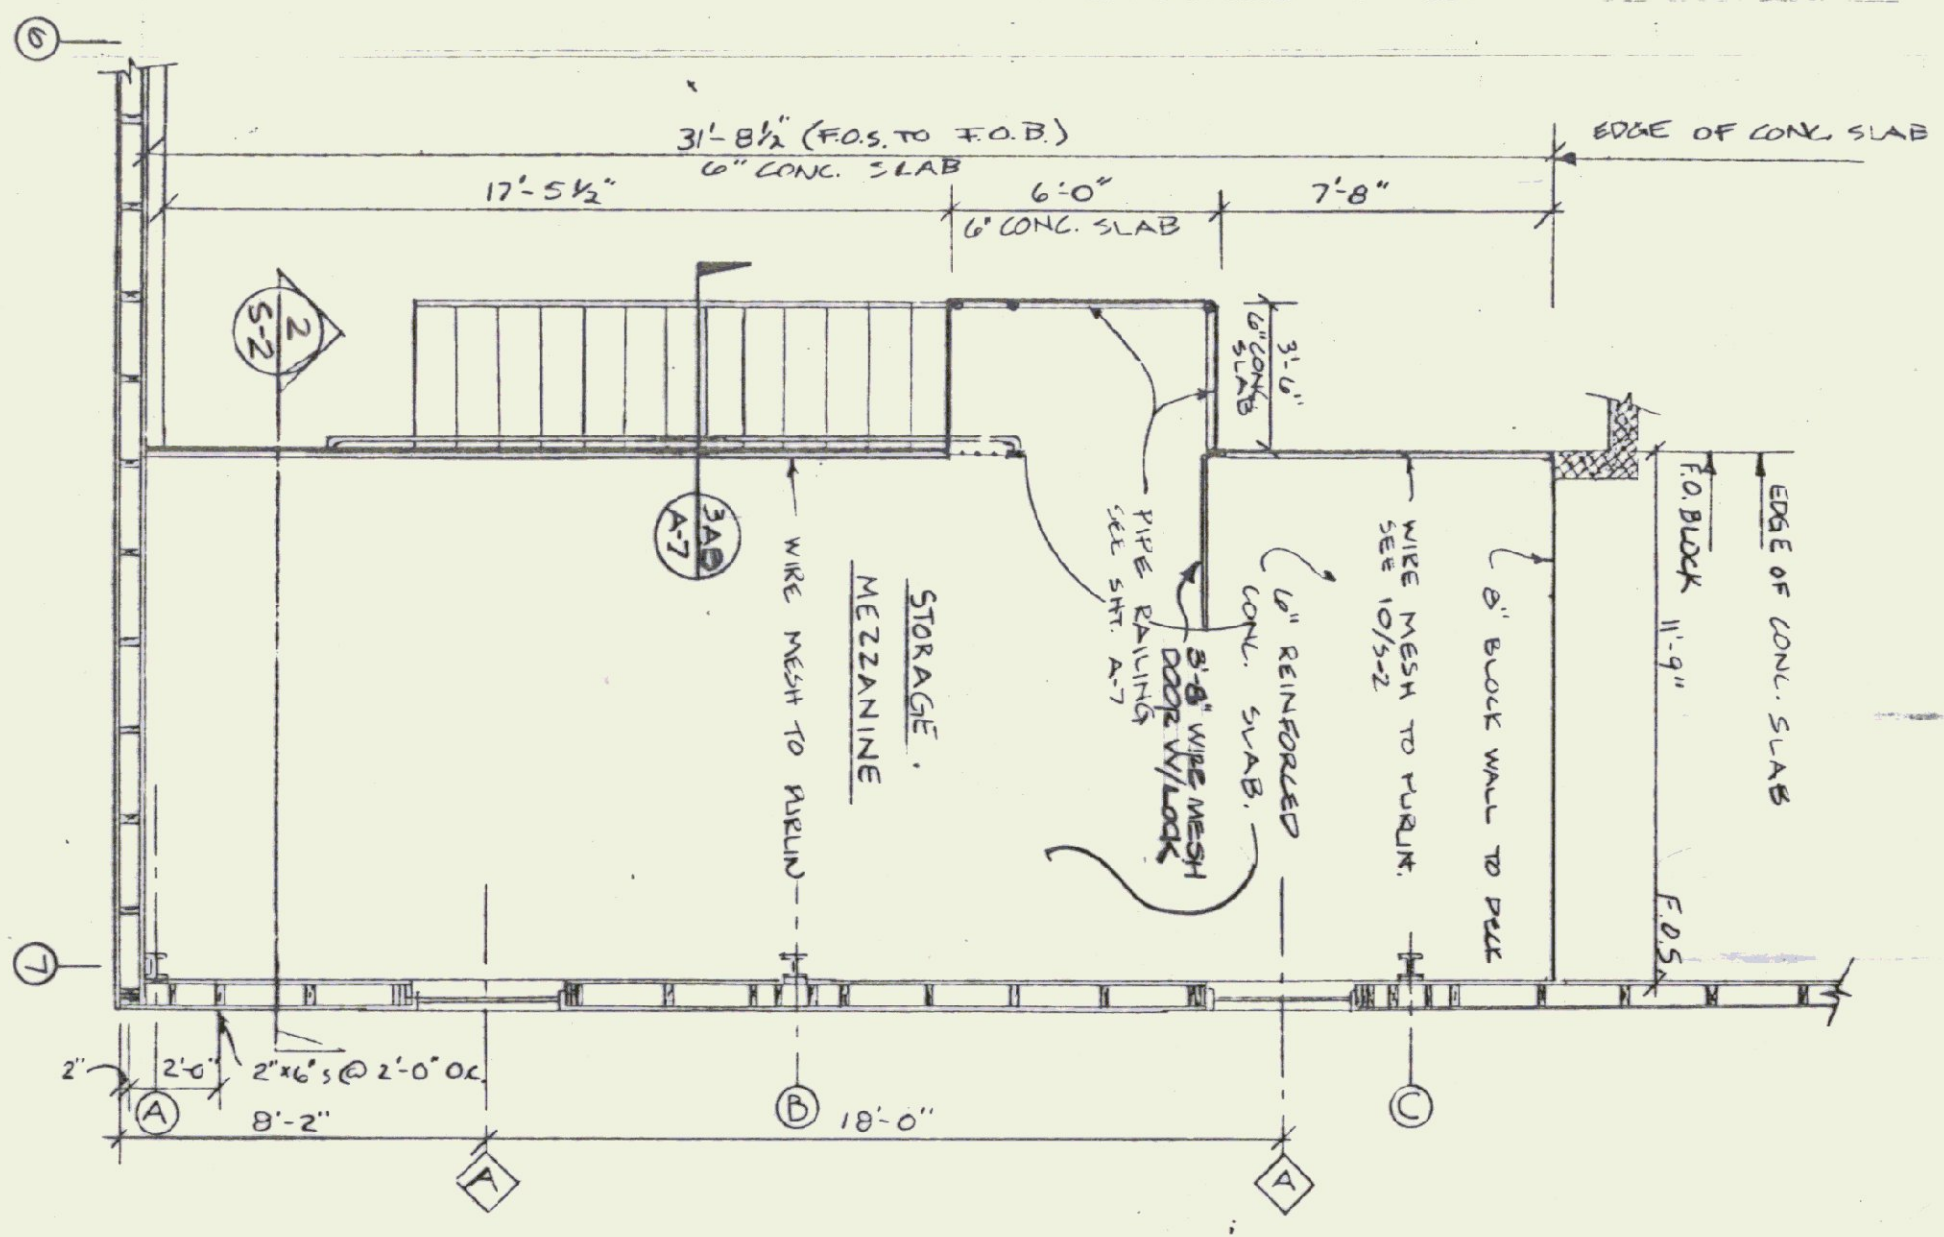 6
31'-8½" (F.O.S. TO F.O.B.)
6" CONC. SLAB
EDGE OF CONC. SLAB
17'-5½"
6'-0"
7'-8"
6" CONC. SLAB
2
S-2
3'-6"
6" CONC.
SLAB
3AB
A-7
WIRE MESH TO PURLIN
STORAGE
MEZZANINE
PIPE RAILING
SEE SHT. A-7
3'-8" WIRE MESH
DOOR W/LOCK
6" REINFORCED
CONC. SLAB.
WIRE MESH TO PURLIN.
SEE 10/S-2
8" BLOCK WALL TO DECK
F.O. BLOCK
11'-9"
F.O.S
EDGE OF CONC. SLAB
7
2"
2'-0"
2"x6"s @ 2'-0" O.C.
A
B
C
8'-2"
18'-0"
A
A